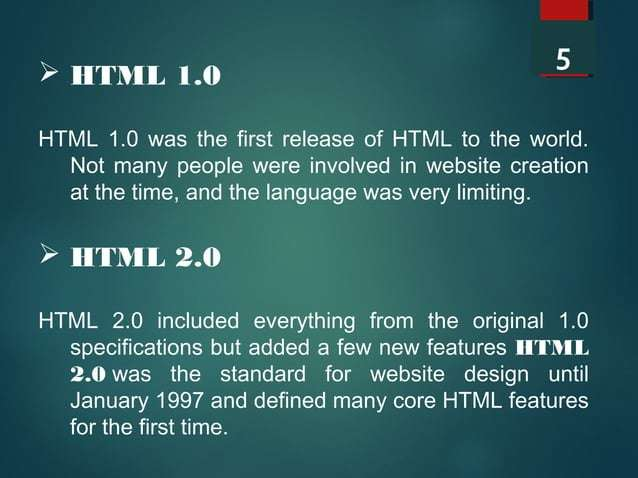 5
➢ HTML 1.0
HTML 1.0 was the first release of HTML to the world.
Not many people were involved in website creation
at the time, and the language was very limiting.
➢ HTML 2.0
HTML 2.0 included everything from the original 1.0
specifications but added a few new features HTML
2.0 was the standard for website design until
January 1997 and defined many core HTML features
for the first time.